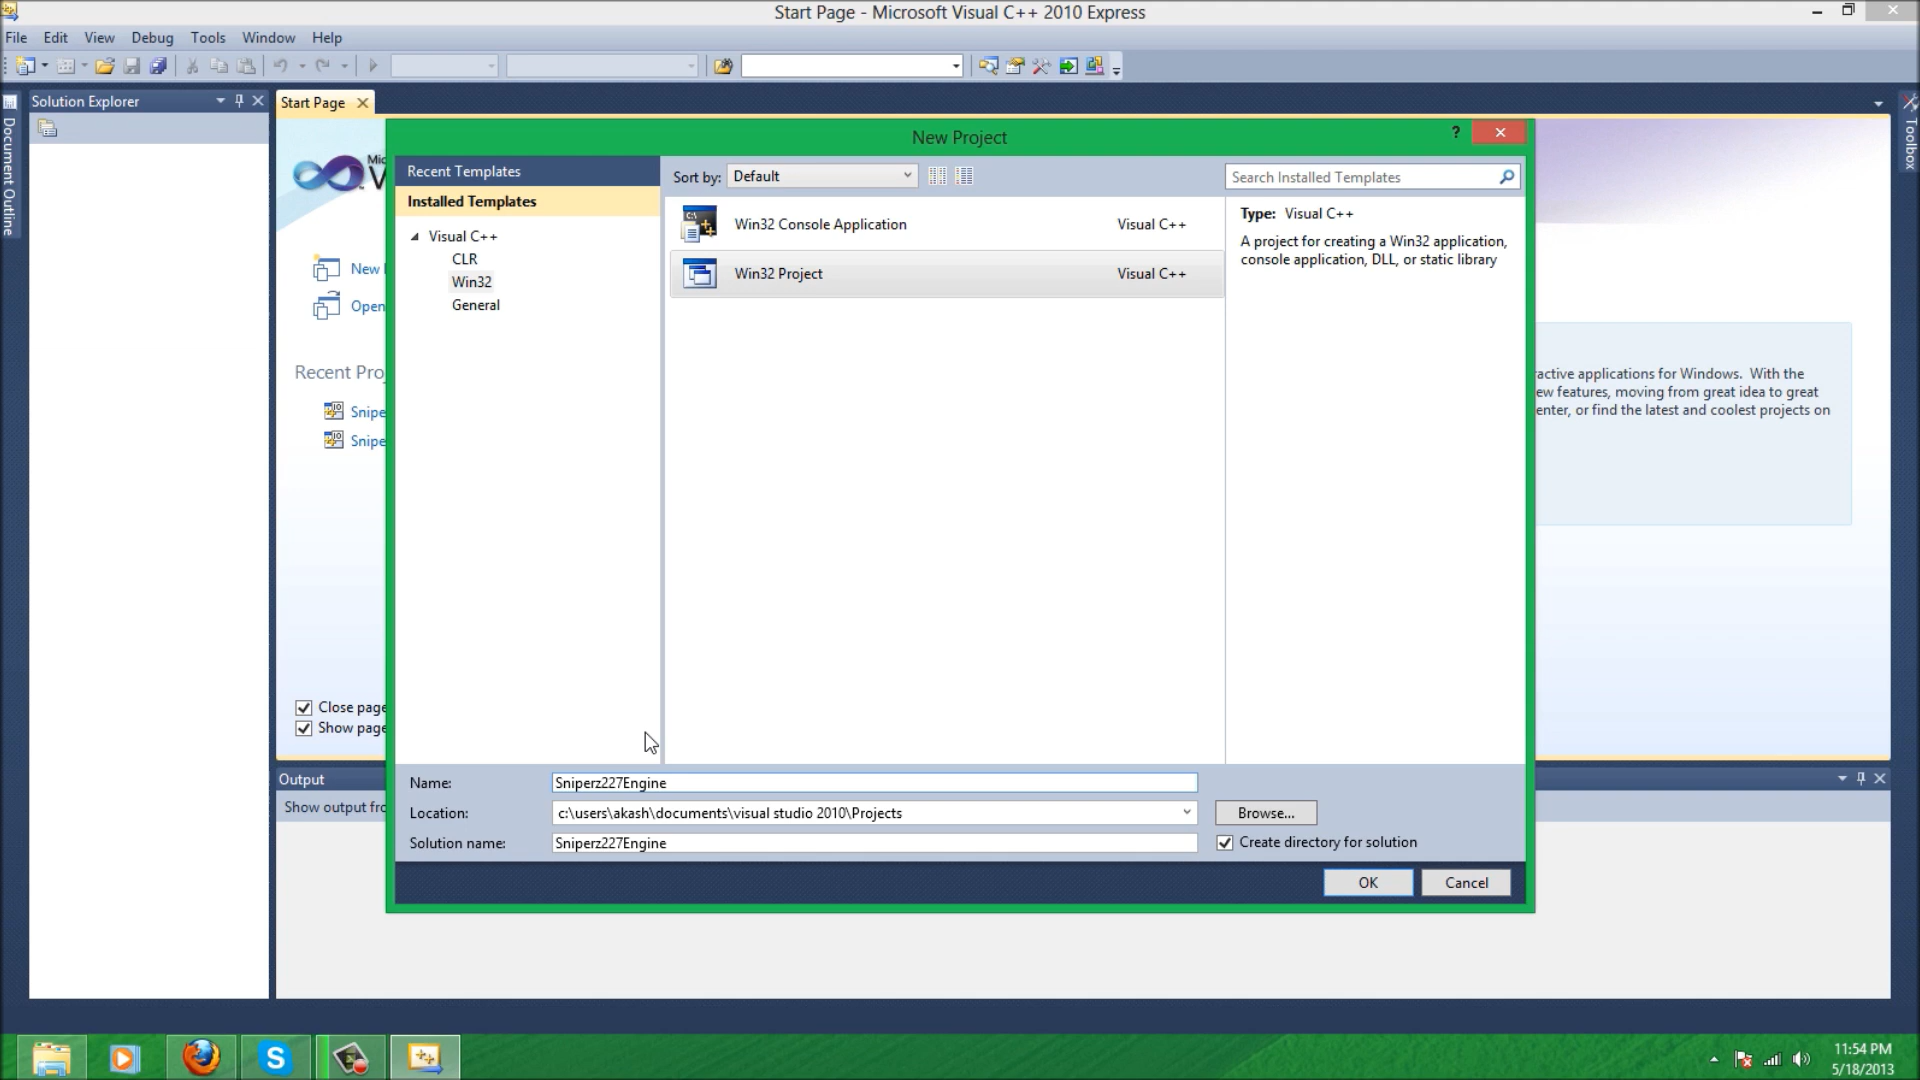 Start Page - Microsoft Visual C++ 2010 Express
File Edit View Debug Tools Window Help
Document Outline
Solution Explorer
Start Page
Toolbox
New Project
?
Recent Templates
Installed Templates
Visual C++
CLR
Win32
General
Sort by: Default
Search Installed Templates
Win32 Console Application Visual C++
Win32 Project Visual C++
Type: Visual C++
A project for creating a Win32 application,
console application, DLL, or static library
Mic
V
New
Open
Recent Proj
Snipe
Snipe
Close page
Show page
ractive applications for Windows. With the
ew features, moving from great idea to great
enter, or find the latest and coolest projects on
Name: Sniperz227Engine
Location: c:\users\akash\documents\visual studio 2010\Projects Browse...
Solution name: Sniperz227Engine Create directory for solution
OK Cancel
Output
Show output fro
11:54 PM
5/18/2013